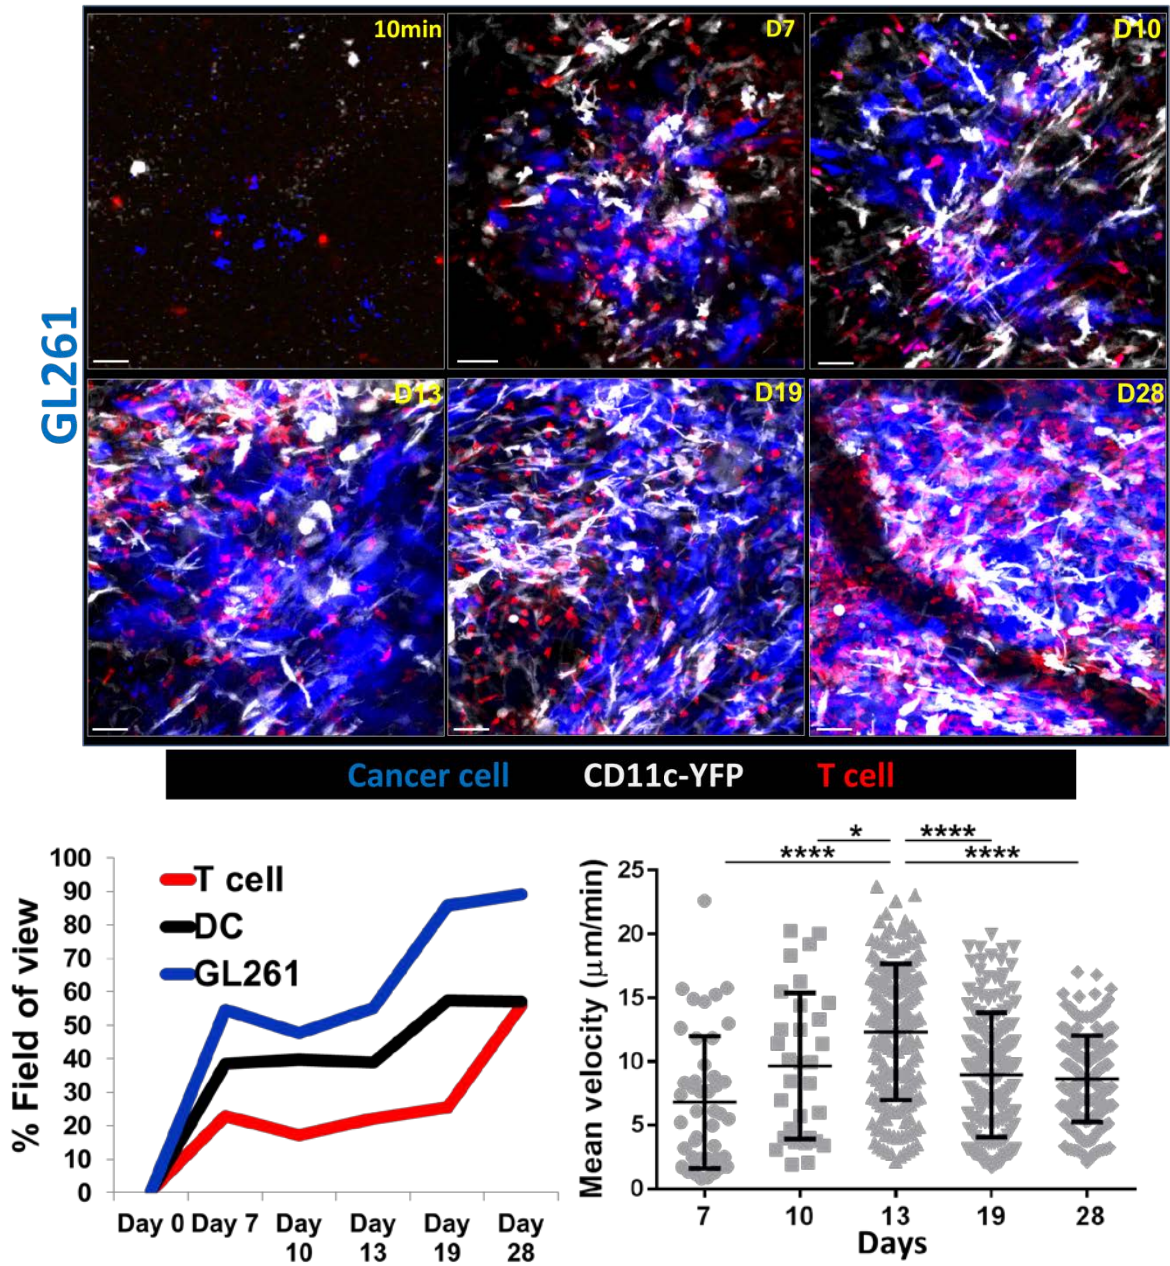 10min
D7
D10
GL261
D13
D19
D28
Cancer cell CD11c-YFP T cell
% Field of view
100
90
80
70
60
50
40
30
20
10
0
T cell
DC
GL261
Day 0 Day 7 Day 10 Day 13 Day 19 Day 28
* ****
**** ****
Mean velocity (μm/min)
25
20
15
10
5
0
7 10 13 19 28
Days